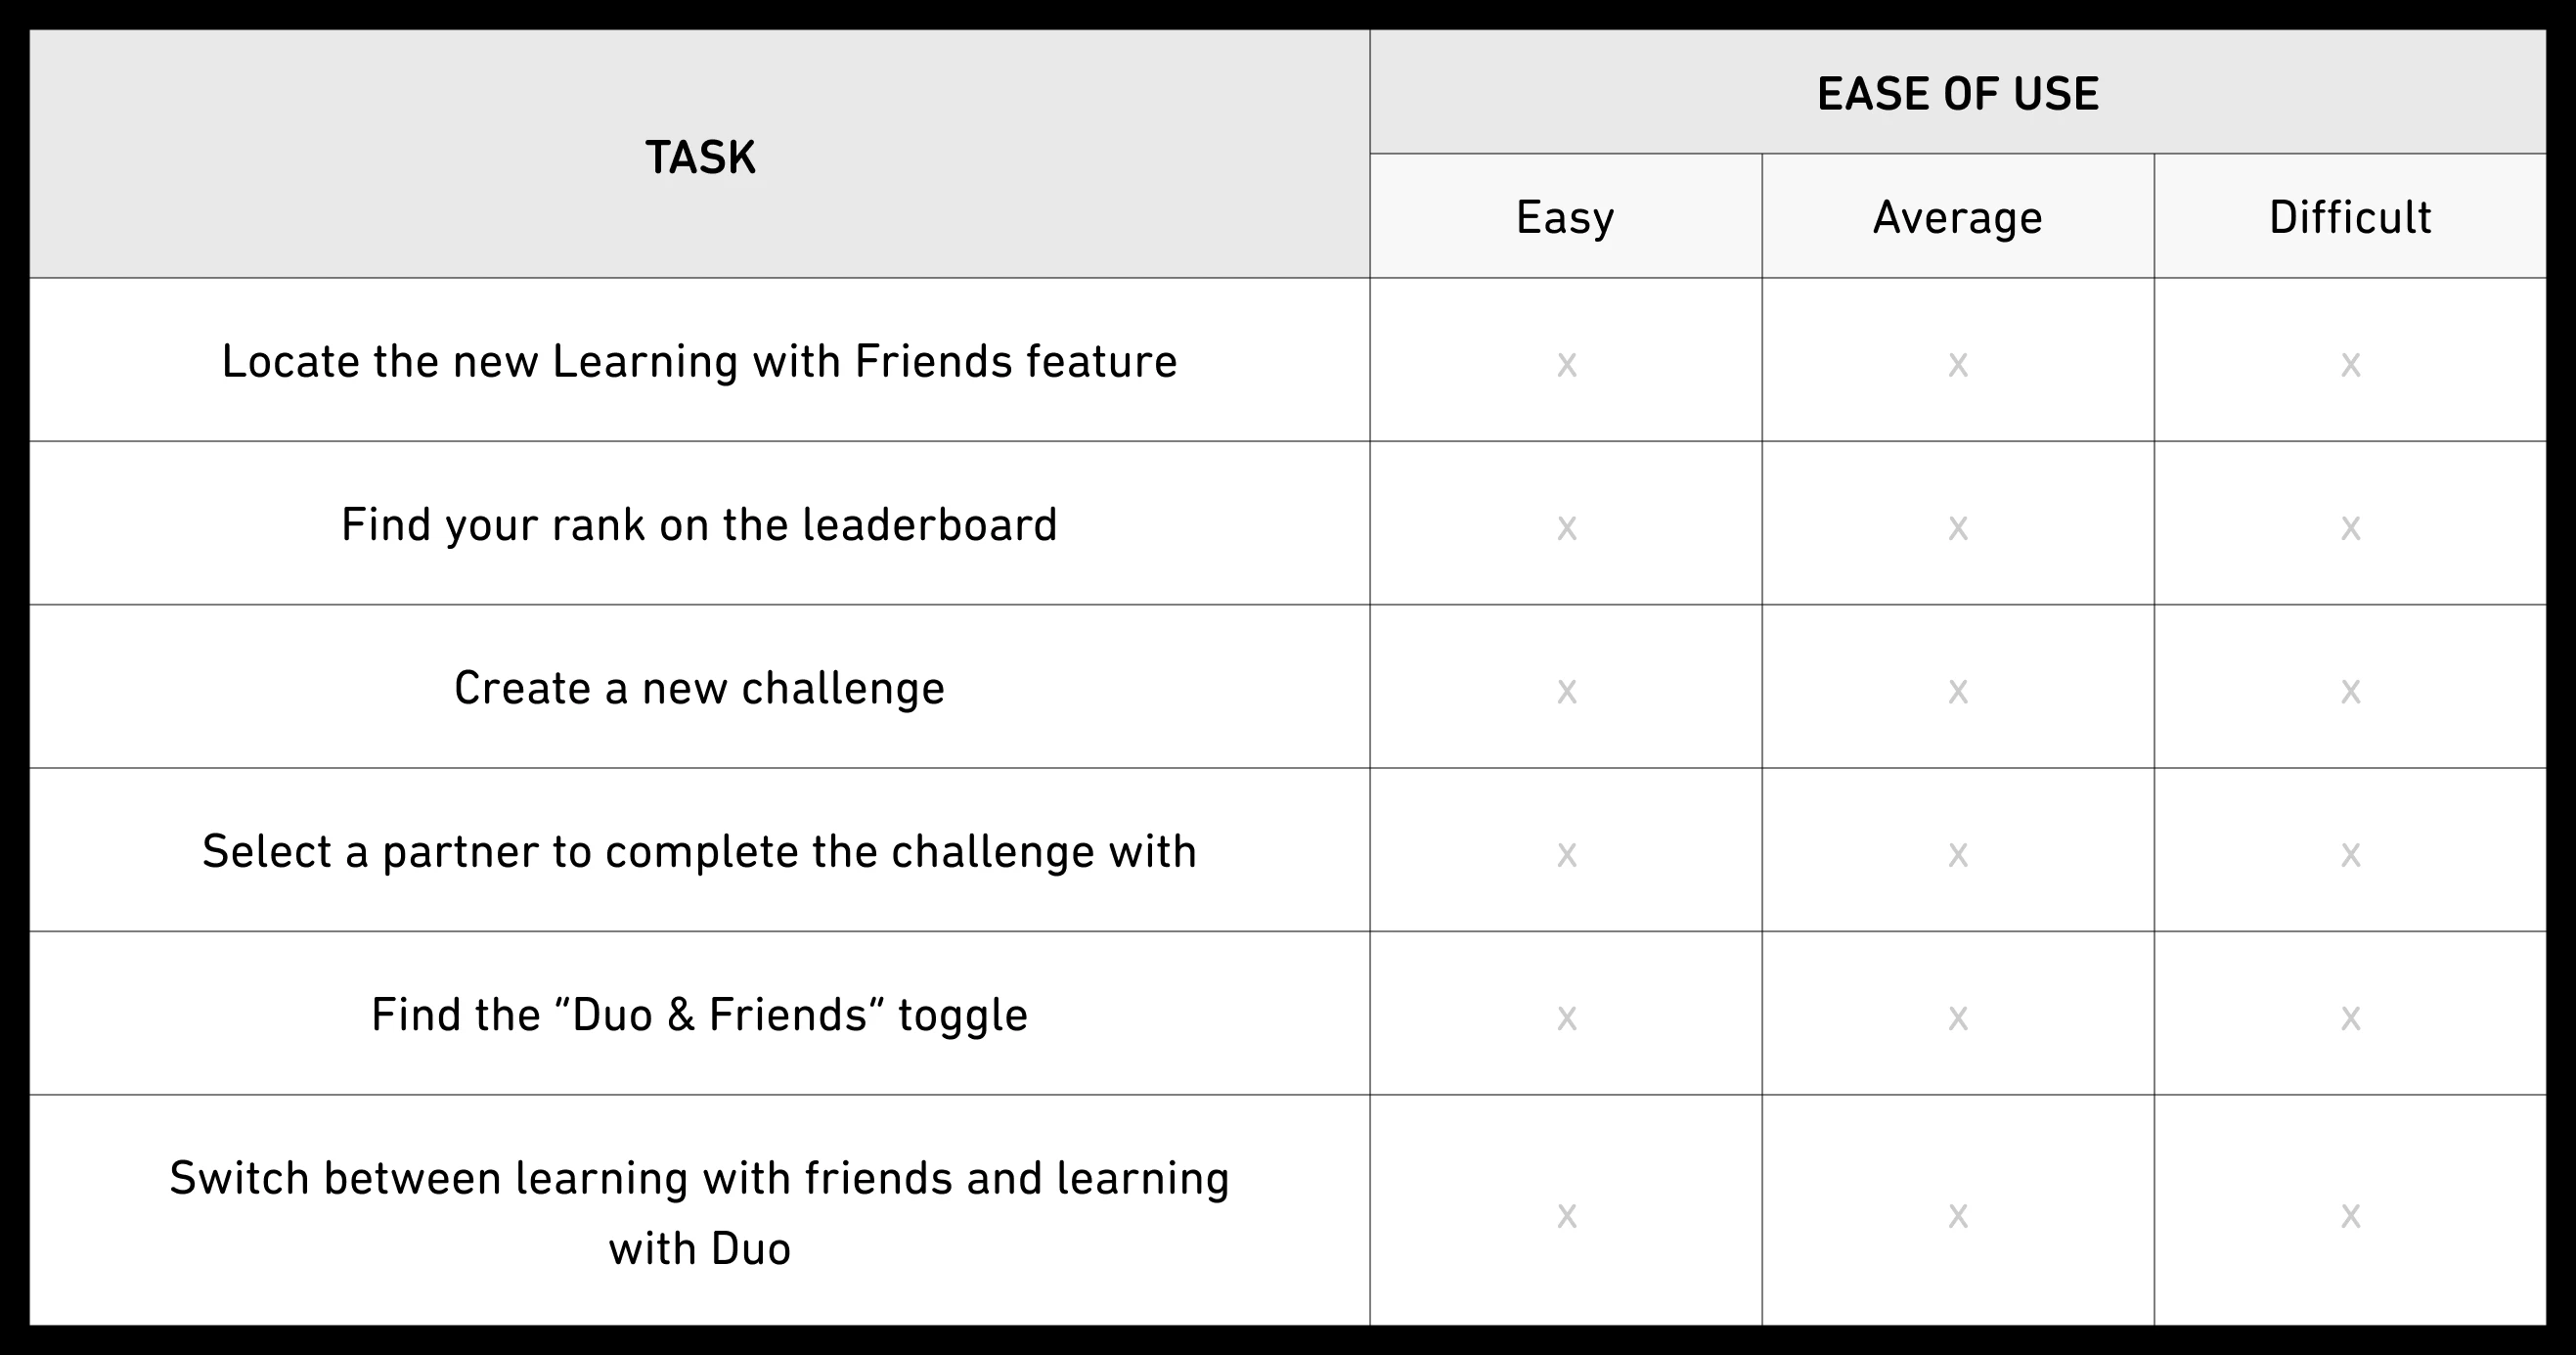 TASK
EASE OF USE
Easy Average Difficult
Locate the new Learning with Friends feature x x x
Find your rank on the leaderboard x x x
Create a new challenge x x x
Select a partner to complete the challenge with x x x
Find the “Duo & Friends” toggle x x x
Switch between learning with friends and learning
with Duo x x x